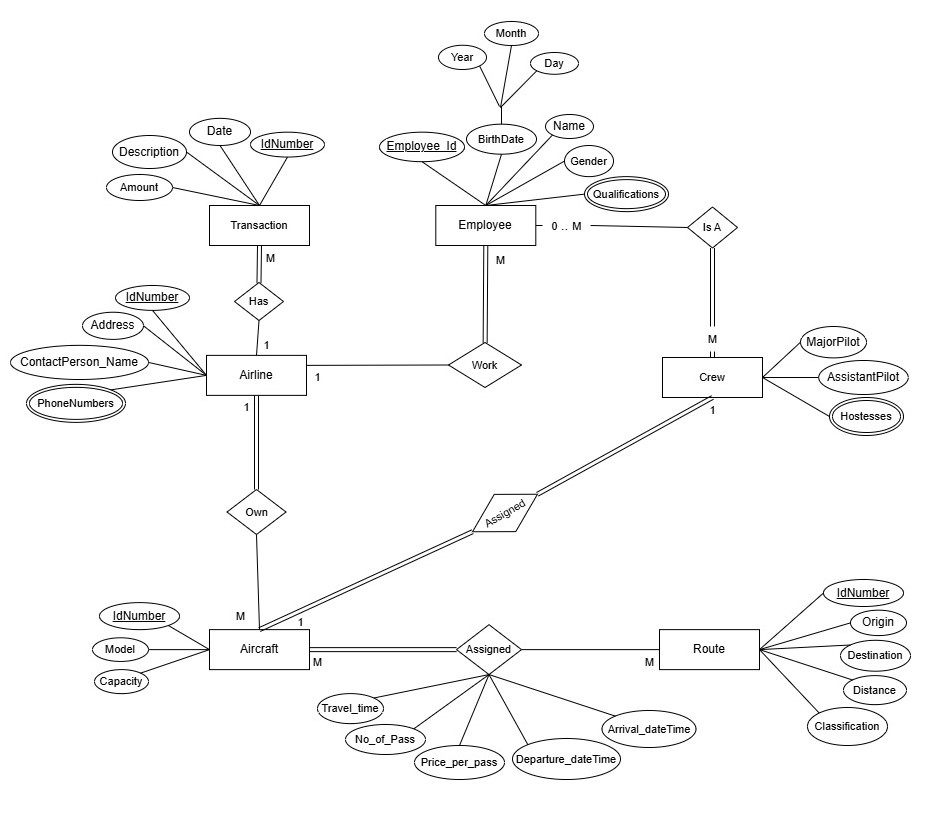 Month
Year
Day
Name
BirthDate
Date
IdNumber
Employee_Id
Description
Gender
Amount
Qualifications
Transaction
Employee
0 .. M
Is A
M
M
IdNumber
Has
Address
1
M
MajorPilot
ContactPerson_Name
Airline
1
Work
Crew
AssistantPilot
PhoneNumbers
1
1
Hostesses
Own
Assigned
IdNumber
M
1
IdNumber
Origin
Model
Aircraft
M
Assigned
M
Route
Destination
Capacity
Distance
Travel_time
Classification
No_of_Pass
Arrival_dateTime
Price_per_pass
Departure_dateTime